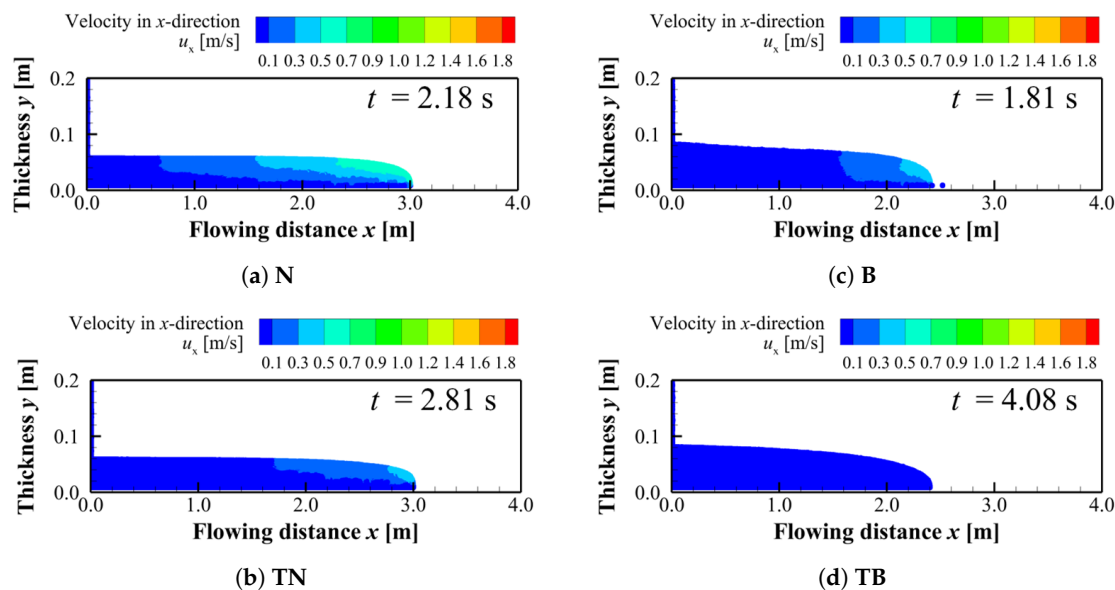 Velocity in x-direction
u_x [m/s]
0.1 0.3 0.5 0.7 0.9 1.0 1.2 1.4 1.6 1.8
Thickness y [m]
0.2
0.1
0.0
t = 2.18 s
0.0 1.0 2.0 3.0 4.0
Flowing distance x [m]
(a) N
Velocity in x-direction
u_x [m/s]
0.1 0.3 0.5 0.7 0.9 1.0 1.2 1.4 1.6 1.8
Thickness y [m]
0.2
0.1
0.0
t = 1.81 s
0.0 1.0 2.0 3.0 4.0
Flowing distance x [m]
(c) B
Velocity in x-direction
u_x [m/s]
0.1 0.3 0.5 0.7 0.9 1.0 1.2 1.4 1.6 1.8
Thickness y [m]
0.2
0.1
0.0
t = 2.81 s
0.0 1.0 2.0 3.0 4.0
Flowing distance x [m]
(b) TN
Velocity in x-direction
u_x [m/s]
0.1 0.3 0.5 0.7 0.9 1.0 1.2 1.4 1.6 1.8
Thickness y [m]
0.2
0.1
0.0
t = 4.08 s
0.0 1.0 2.0 3.0 4.0
Flowing distance x [m]
(d) TB